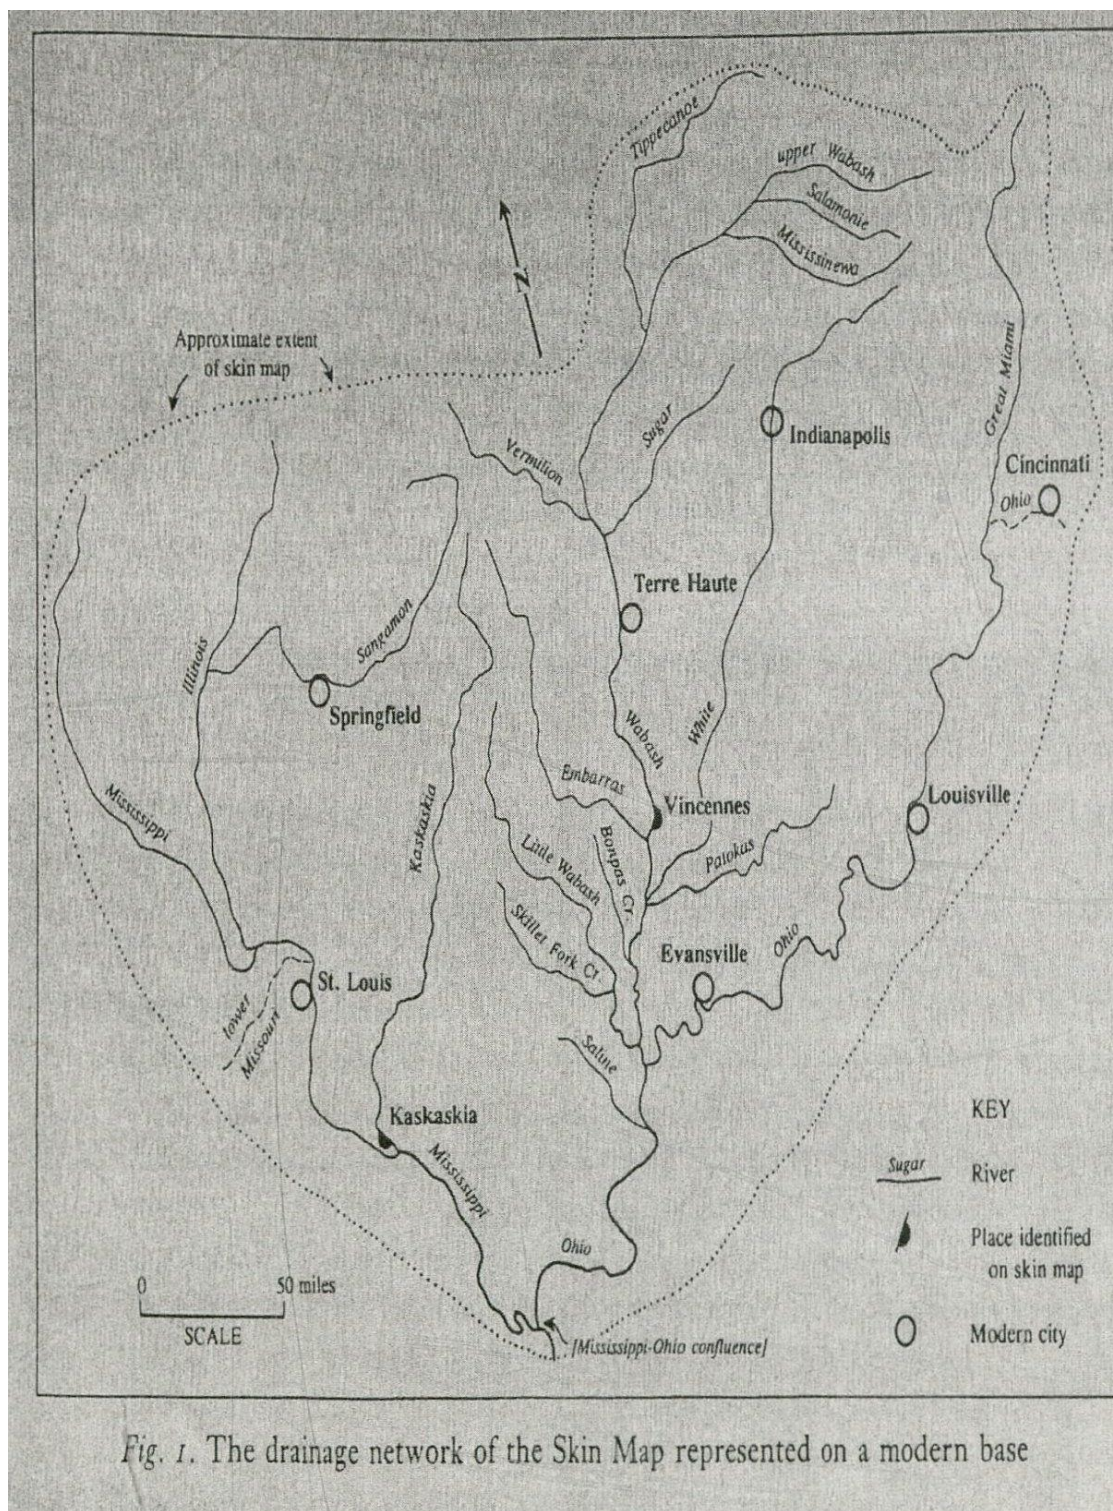 Tippecanoe
upper Wabash
Salamonie
Mississinewa
N
Approximate extent
of skin map
Great Miami
Sugar
Indianapolis
Vermilion
Cincinnati
Ohio
Terre Haute
Sangamon
Illinois
Springfield
White
Wabash
Embarras
Vincennes
Louisville
Mississippi
Kaskaskia
Little Wabash
Bonpas Cr.
Patokas
Skillet Fork Cr.
Evansville
Ohio
St. Louis
lower
Missouri
Saline
Kaskaskia
Mississippi
Ohio
[Mississippi-Ohio confluence]
0 50 miles
SCALE
KEY
Sugar River
Place identified
on skin map
Modern city
Fig. 1. The drainage network of the Skin Map represented on a modern base